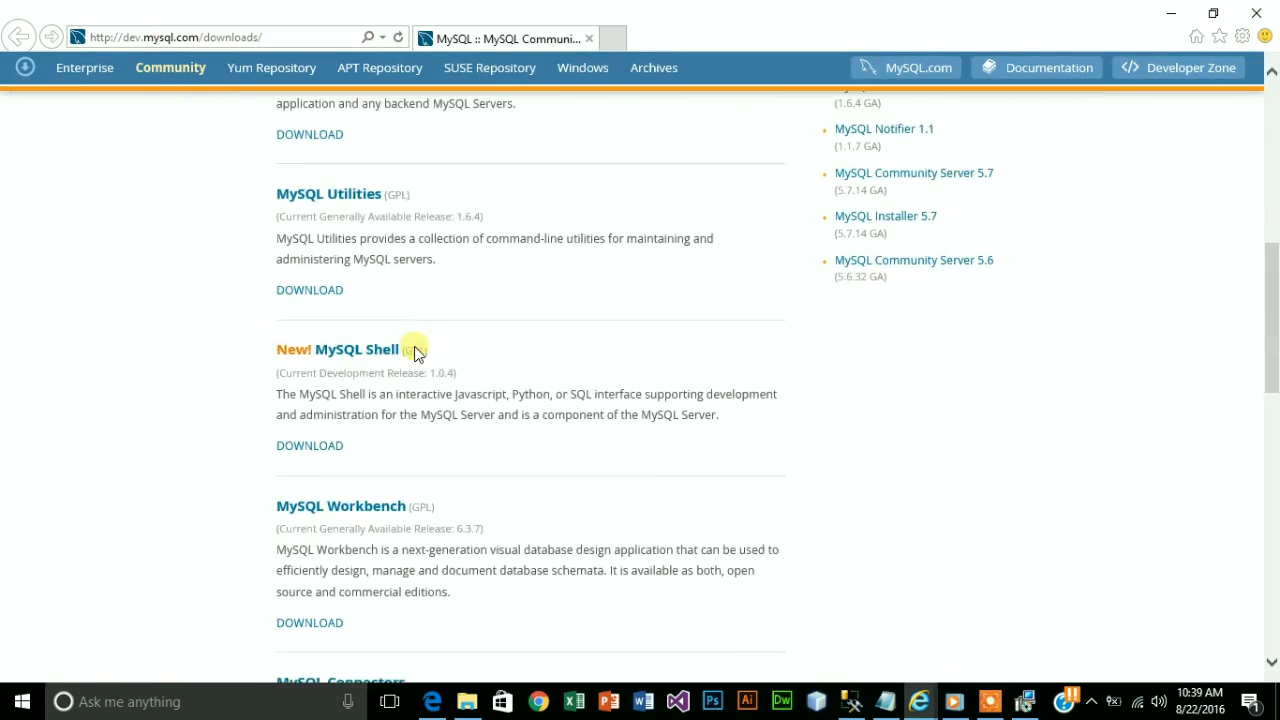 http://dev.mysql.com/downloads/
MySQL :: MySQL Communi...
Enterprise
Community
Yum Repository
APT Repository
SUSE Repository
Windows
Archives
MySQL.com
Documentation
Developer Zone
application and any backend MySQL Servers.
DOWNLOAD
MySQL Utilities (GPL)
(Current Generally Available Release: 1.6.4)
MySQL Utilities provides a collection of command-line utilities for maintaining and
administering MySQL servers.
DOWNLOAD
New! MySQL Shell
(Current Development Release: 1.0.4)
The MySQL Shell is an interactive Javascript, Python, or SQL interface supporting development
and administration for the MySQL Server and is a component of the MySQL Server.
DOWNLOAD
MySQL Workbench (GPL)
(Current Generally Available Release: 6.3.7)
MySQL Workbench is a next-generation visual database design application that can be used to
efficiently design, manage and document database schemata. It is available as both, open
source and commercial editions.
DOWNLOAD
MySQL Connectors
(1.6.4 GA)
MySQL Notifier 1.1
(1.1.7 GA)
MySQL Community Server 5.7
(5.7.14 GA)
MySQL Installer 5.7
(5.7.14 GA)
MySQL Community Server 5.6
(5.6.32 GA)
Ask me anything
Ps
Ai
Dw
10:39 AM
8/22/2016
1